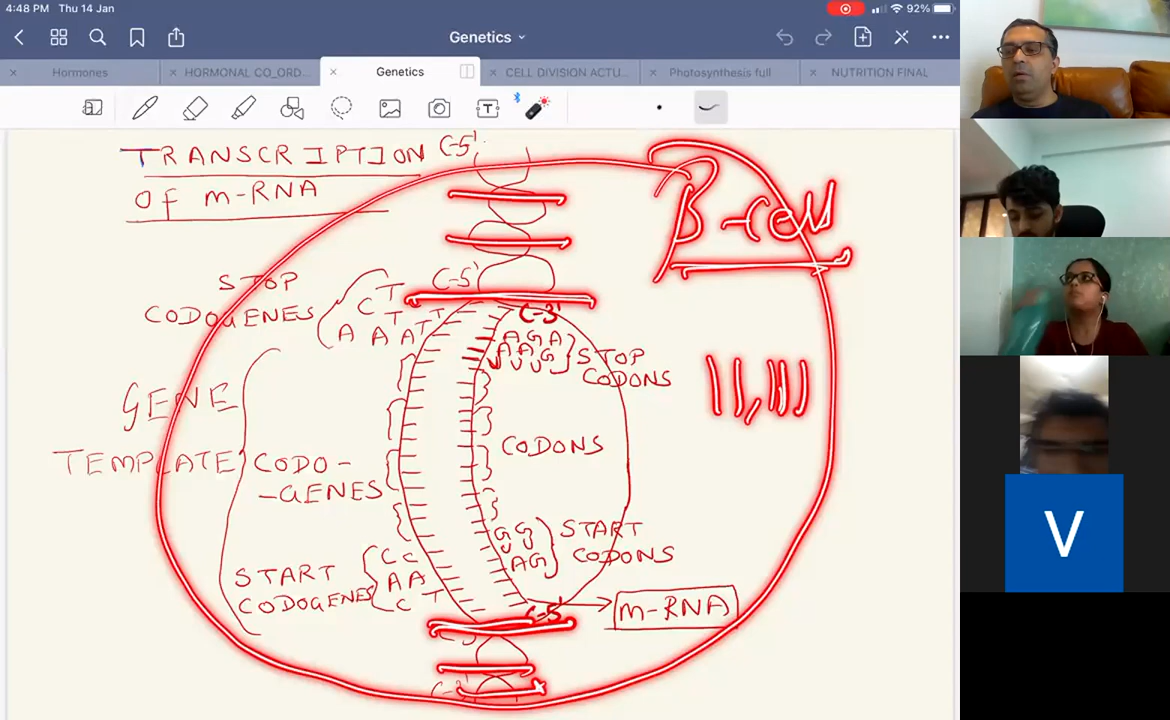 4:48 PM Thu 14 Jan
92%
Genetics
Hormones
HORMONAL CO_ORD...
Genetics
CELL DIVISION ACTU...
Photosynthesis full
NUTRITION FINAL
TRANSCRIPTION
OF m-RNA
C-5'
β-cell
STOP
CODOGENES
C T
A T T
A A
C-5'
C-3'
A G A
A A G
U U U
STOP
CODONS
GENE
TEMPLATE
CODO-
-GENES
CODONS
START
CODOGENES
C C
A A
C T
G G
U
A G
START
CODONS
C-5'
m-RNA
C-3'
C-3'
V